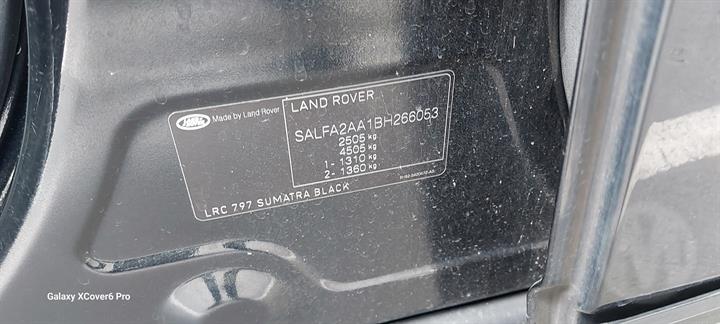 Made by Land Rover
LAND ROVER
SALFA2AA1BH266053
2505 kg
4505 kg
1- 1310 kg
2- 1360 kg
LRC 797 SUMATRA BLACK
Galaxy XCover6 Pro